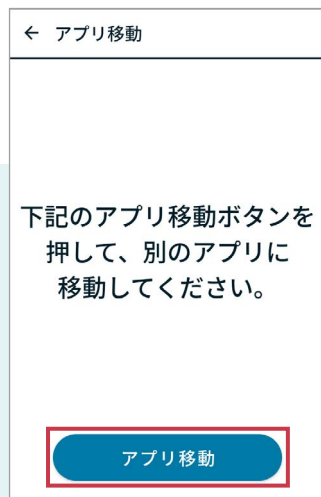 ← アプリ移動
下記のアプリ移動ボタンを
押して、別のアプリに
移動してください。
アプリ移動